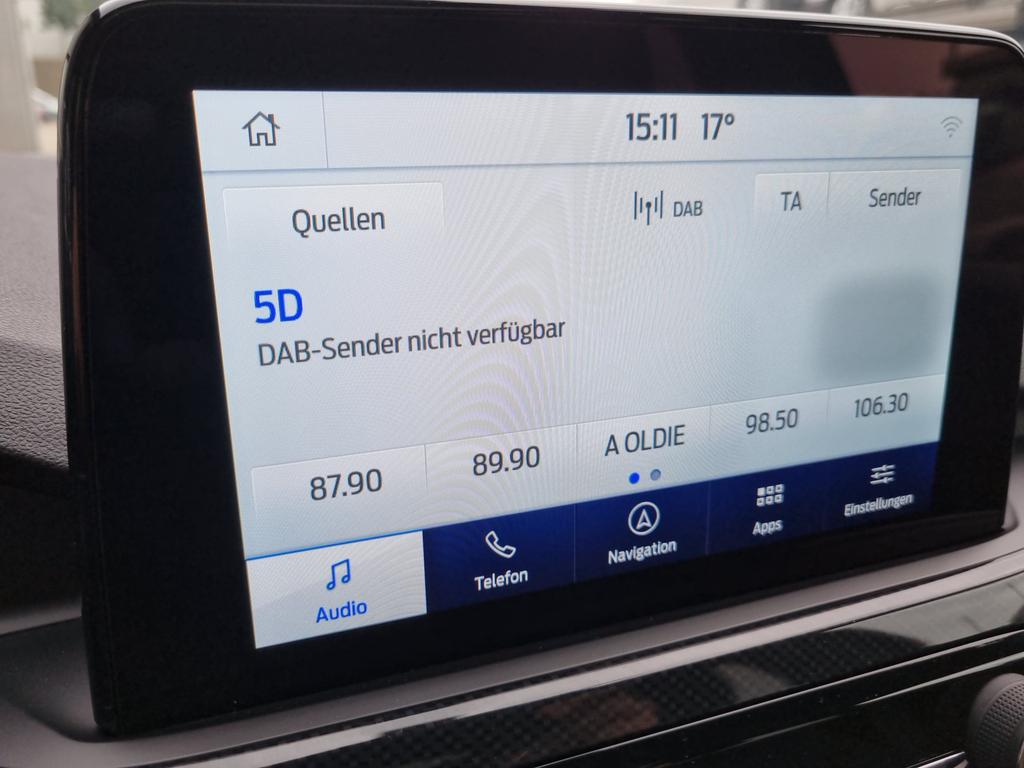 15:11 17°
Quellen
DAB
TA
Sender
5D
DAB-Sender nicht verfügbar
87.90
89.90
A OLDIE
98.50
106.30
Audio
Telefon
Navigation
Apps
Einstellungen